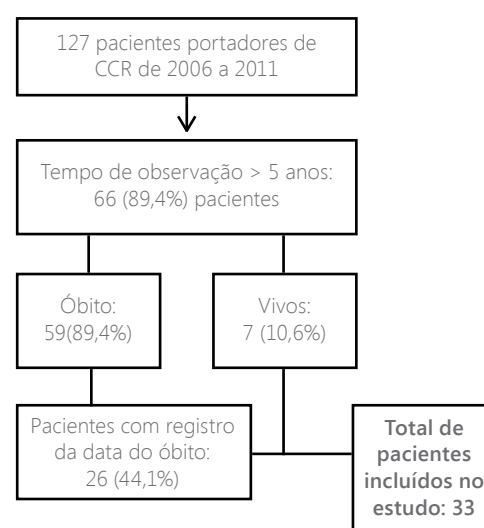 127 pacientes portadores de
CCR de 2006 a 2011
Tempo de observação > 5 anos:
66 (89,4%) pacientes
Óbito:
59(89,4%)
Vivos:
7 (10,6%)
Pacientes com registro
da data do óbito:
26 (44,1%)
Total de
pacientes
incluídos no
estudo: 33